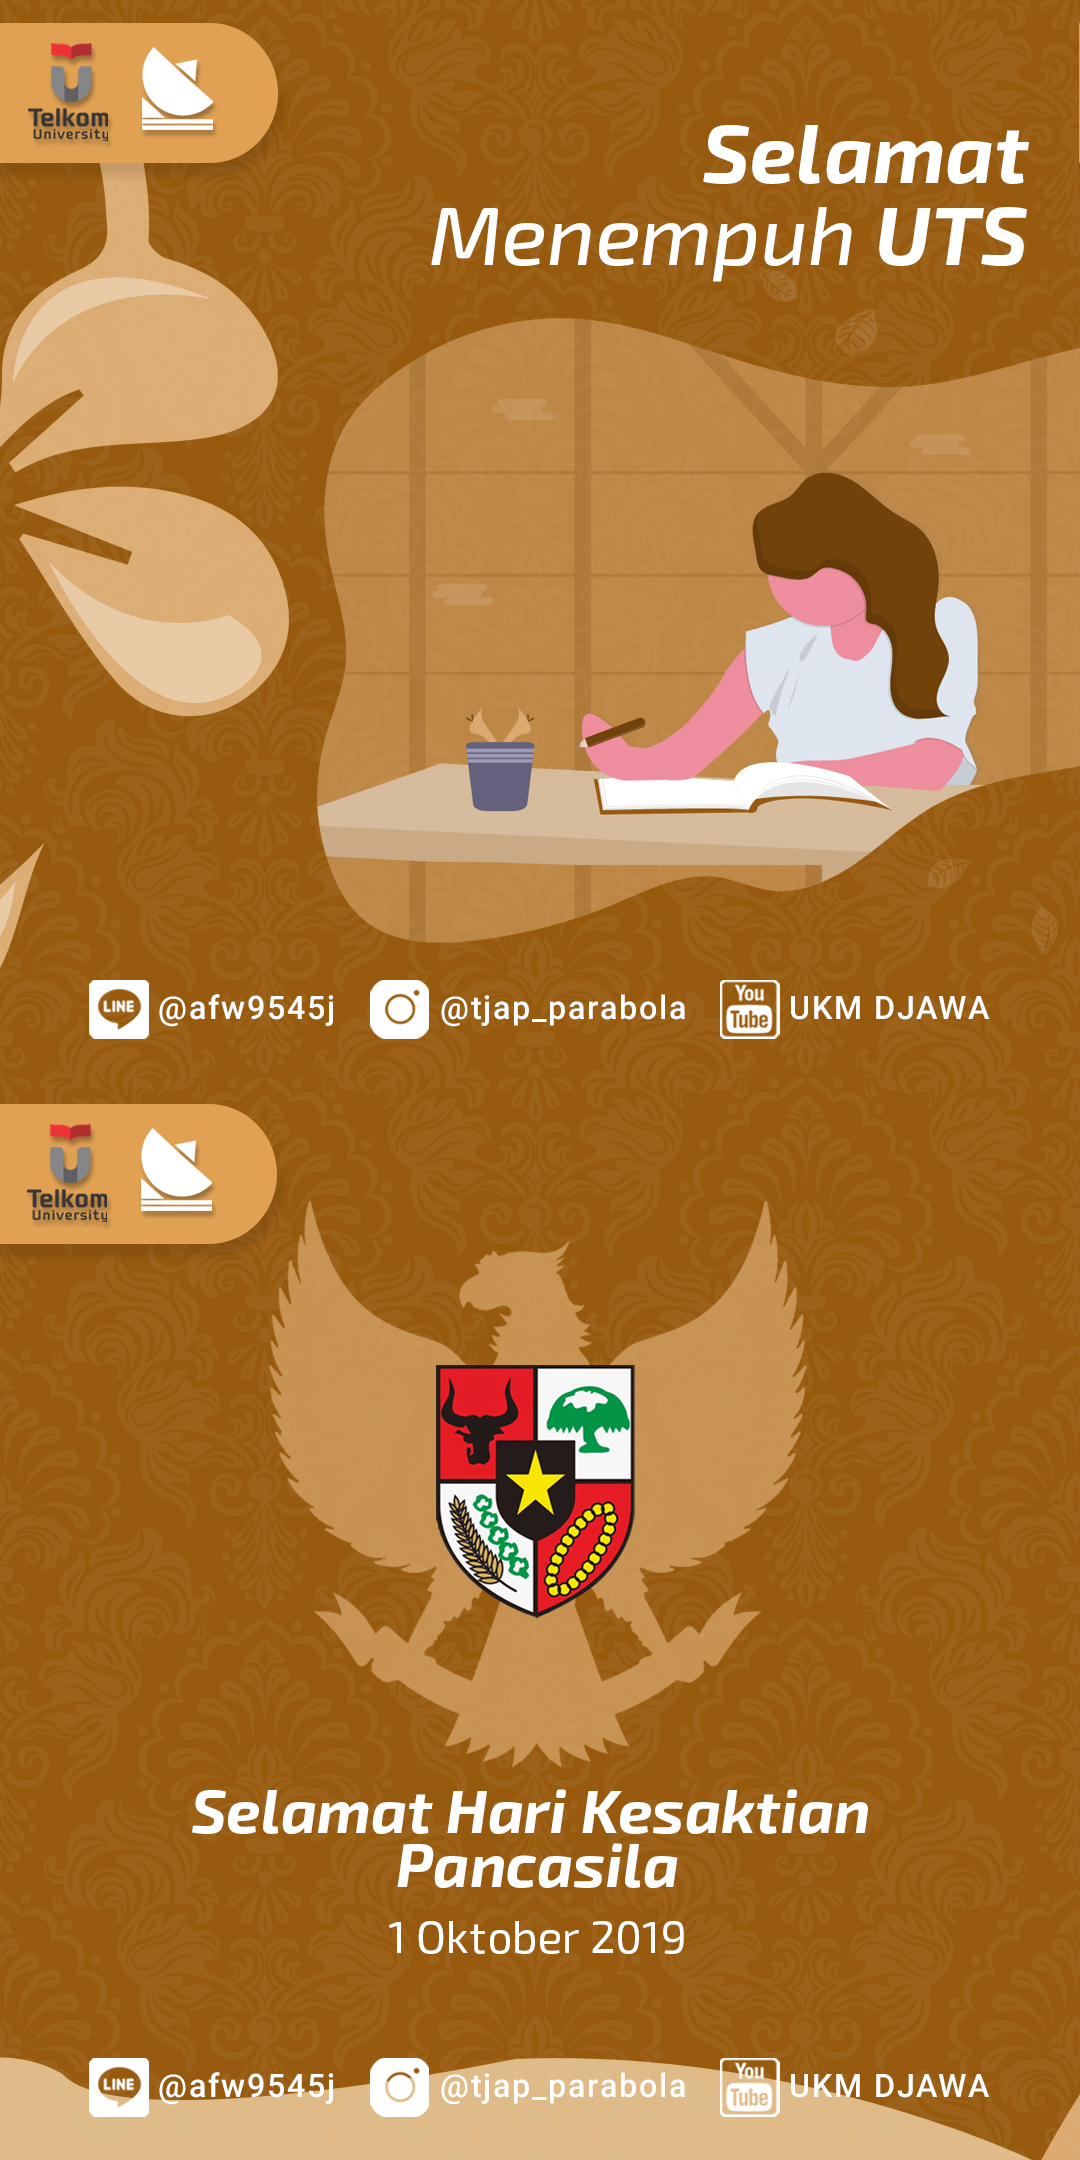 Telkom
University
Selamat
Menempuh UTS
LINE @afw9545j
@tjap_parabola
You
Tube UKM DJAWA
Telkom
University
Selamat Hari Kesaktian
Pancasila
1 Oktober 2019
LINE @afw9545j
@tjap_parabola
You
Tube UKM DJAWA